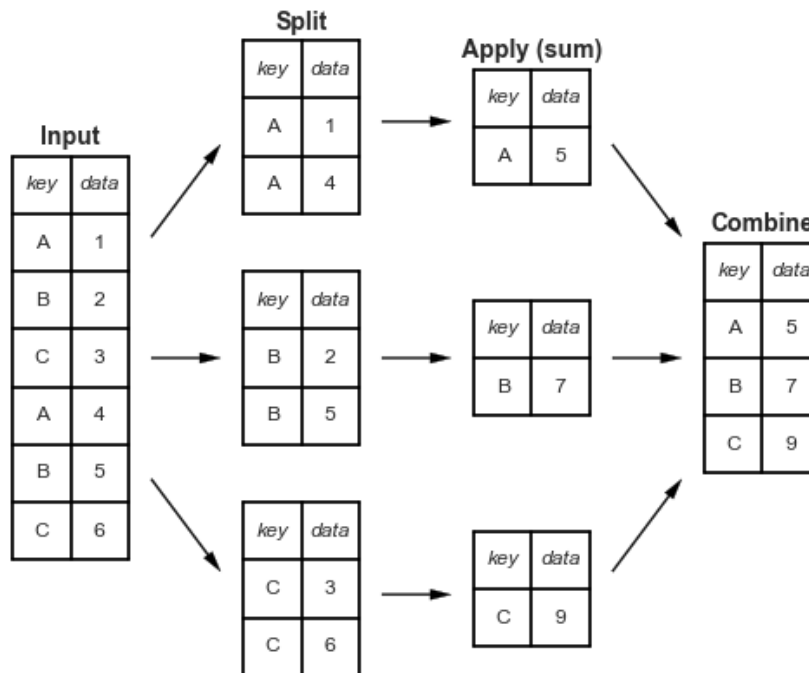 Input
key data
A 1
B 2
C 3
A 4
B 5
C 6
Split
key data
A 1
A 4
key data
B 2
B 5
key data
C 3
C 6
Apply (sum)
key data
A 5
key data
B 7
key data
C 9
Combine
key data
A 5
B 7
C 9